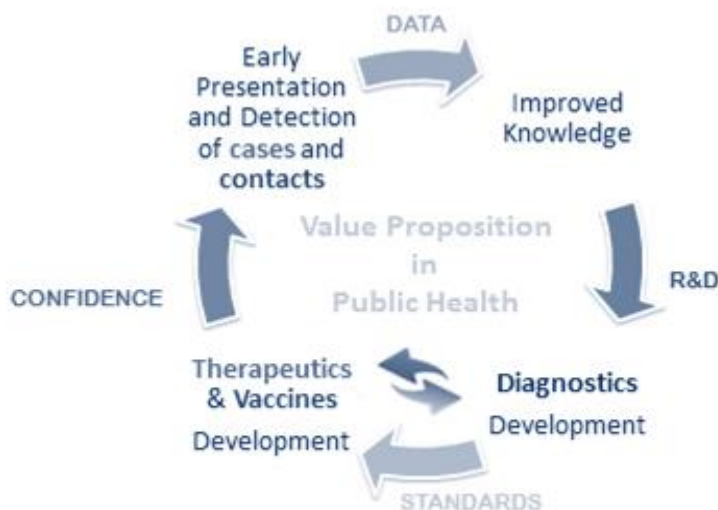 DATA
Early
Presentation
and Detection
of cases and
contacts
Improved
Knowledge
Value Proposition
in
Public Health
CONFIDENCE
R&D
Therapeutics
& Vaccines
Development
Diagnostics
Development
STANDARDS